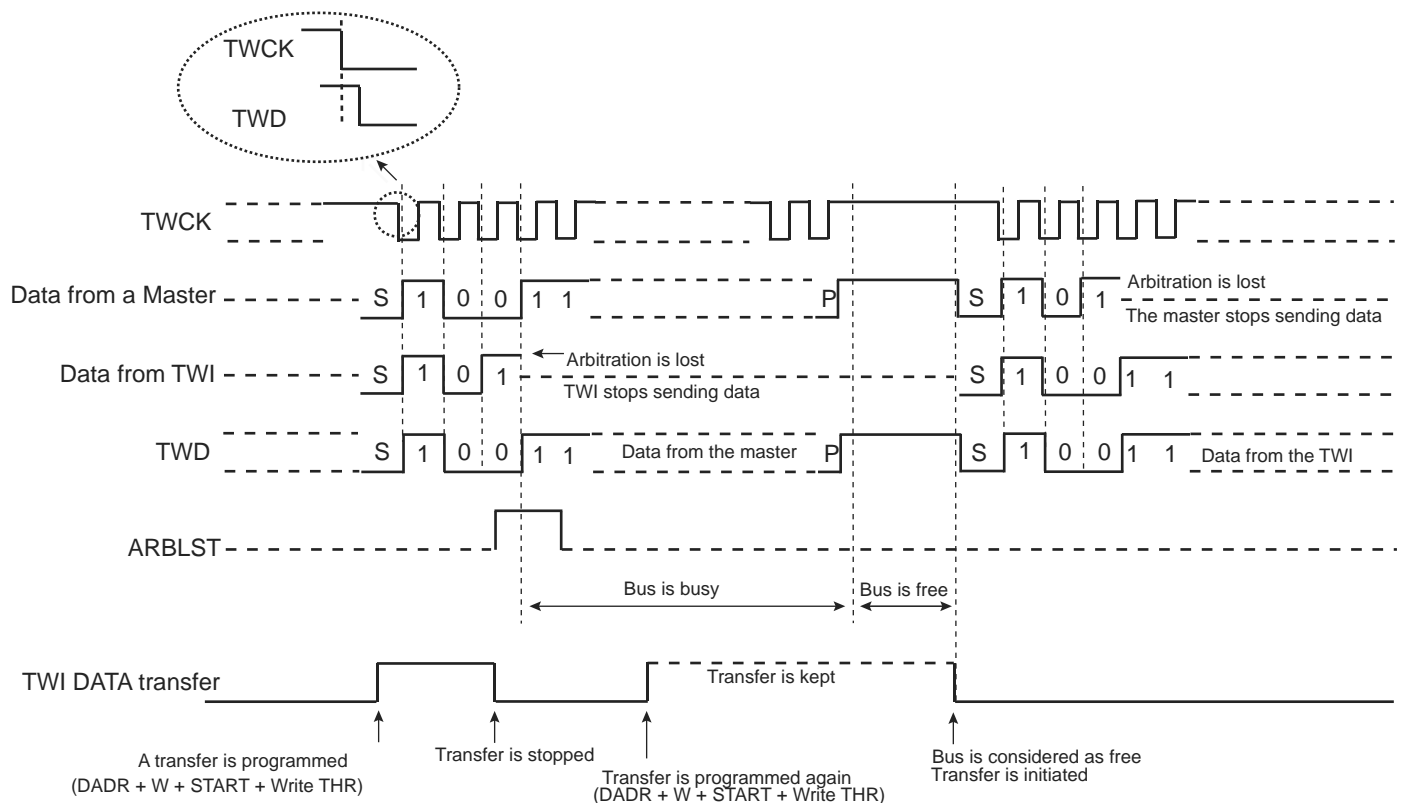 TWCK
TWD
TWCK
Data from a Master
S 1 0 0 1 1
P
S 1 0 1
Arbitration is lost
The master stops sending data
Data from TWI
S 1 0 1
Arbitration is lost
TWI stops sending data
S 1 0 0 1 1
TWD
S 1 0 0 1 1
Data from the master
P
S 1 0 0 1 1
Data from the TWI
ARBLST
Bus is busy
Bus is free
TWI DATA transfer
Transfer is kept
A transfer is programmed
(DADR + W + START + Write THR)
Transfer is stopped
Transfer is programmed again
(DADR + W + START + Write THR)
Bus is considered as free
Transfer is initiated